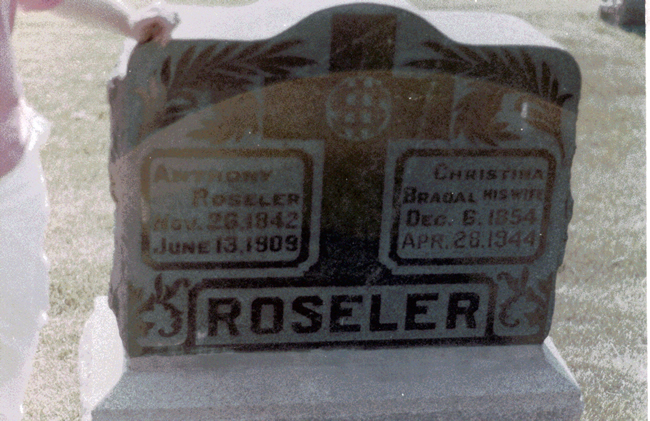 ANTHONY
ROSELER
NOV. 26.1842
JUNE 13,1909
CHRISTINA
BRADAL HIS WIFE
DEC. 6. 1854
APR. 28.1944
ROSELER